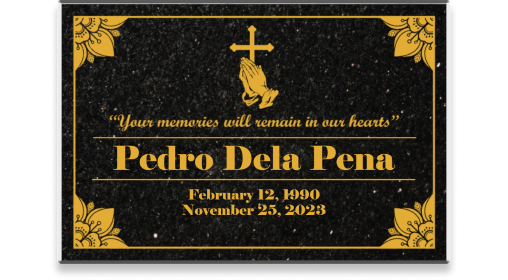 “Your memories will remain in our hearts”
Pedro Dela Pena
February 12, 1990
November 25, 2023